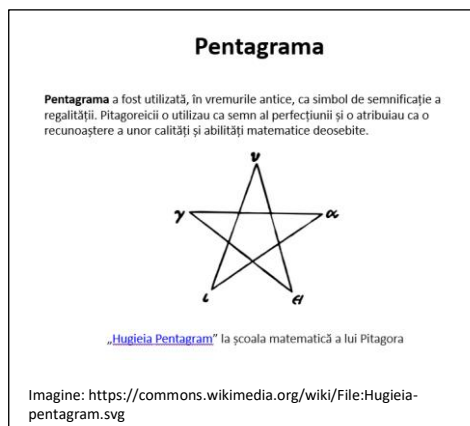 Pentagrama
Pentagrama a fost utilizată, în vremurile antice, ca simbol de semnificație a
regalității. Pitagoreicii o utilizau ca semn al perfecțiunii și o atribuiau ca o
recunoaștere a unor calități și abilități matematice deosebite.
υ
γ α
ι ει
„Hugieia Pentagram” la școala matematică a lui Pitagora
Imagine: https://commons.wikimedia.org/wiki/File:Hugieia-
pentagram.svg